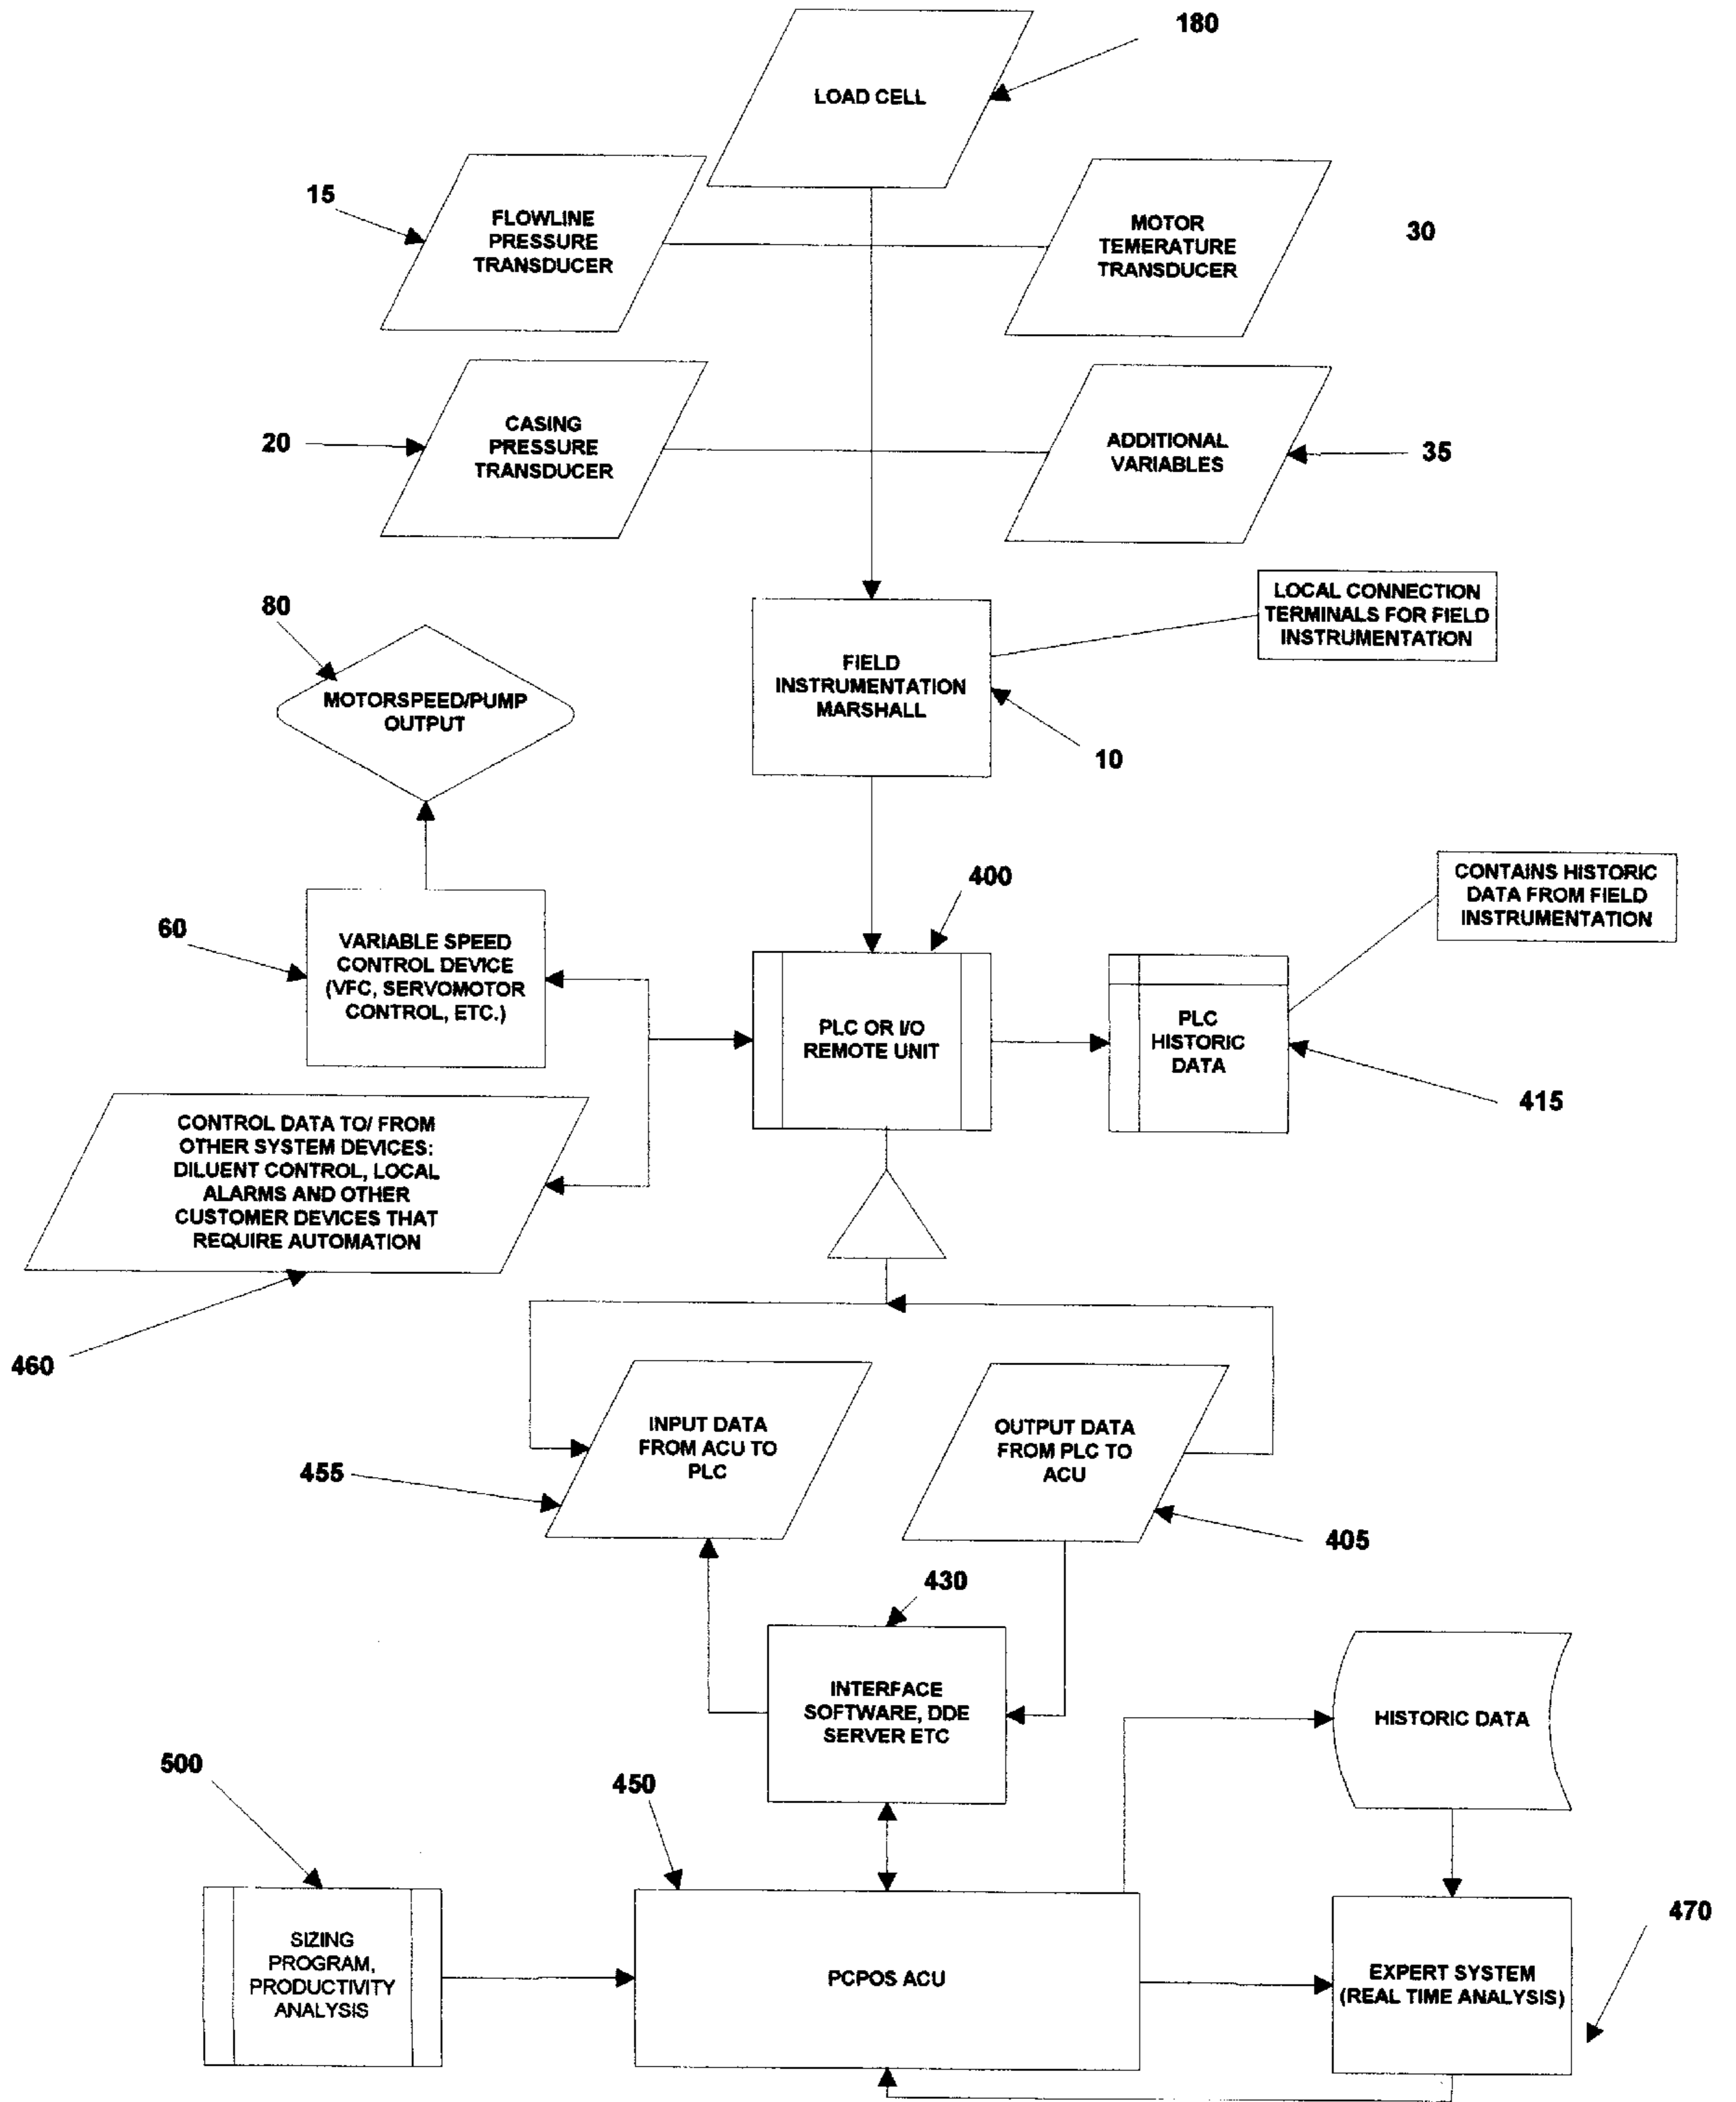 180
LOAD CELL
15
FLOWLINE
PRESSURE
TRANSDUCER
MOTOR
TEMERATURE
TRANSDUCER
30
20
CASING
PRESSURE
TRANSDUCER
ADDITIONAL
VARIABLES
35
80
MOTORSPEED/PUMP
OUTPUT
FIELD
INSTRUMENTATION
MARSHALL
LOCAL CONNECTION
TERMINALS FOR FIELD
INSTRUMENTATION
10
60
VARIABLE SPEED
CONTROL DEVICE
(VFC, SERVOMOTOR
CONTROL, ETC.)
400
PLC OR I/O
REMOTE UNIT
CONTAINS HISTORIC
DATA FROM FIELD
INSTRUMENTATION
PLC
HISTORIC
DATA
415
CONTROL DATA TO/ FROM
OTHER SYSTEM DEVICES:
DILUENT CONTROL, LOCAL
ALARMS AND OTHER
CUSTOMER DEVICES THAT
REQUIRE AUTOMATION
460
455
INPUT DATA
FROM ACU TO
PLC
OUTPUT DATA
FROM PLC TO
ACU
405
430
INTERFACE
SOFTWARE, DDE
SERVER ETC
HISTORIC DATA
500
450
SIZING
PROGRAM,
PRODUCTIVITY
ANALYSIS
PCPOS ACU
EXPERT SYSTEM
(REAL TIME ANALYSIS)
470